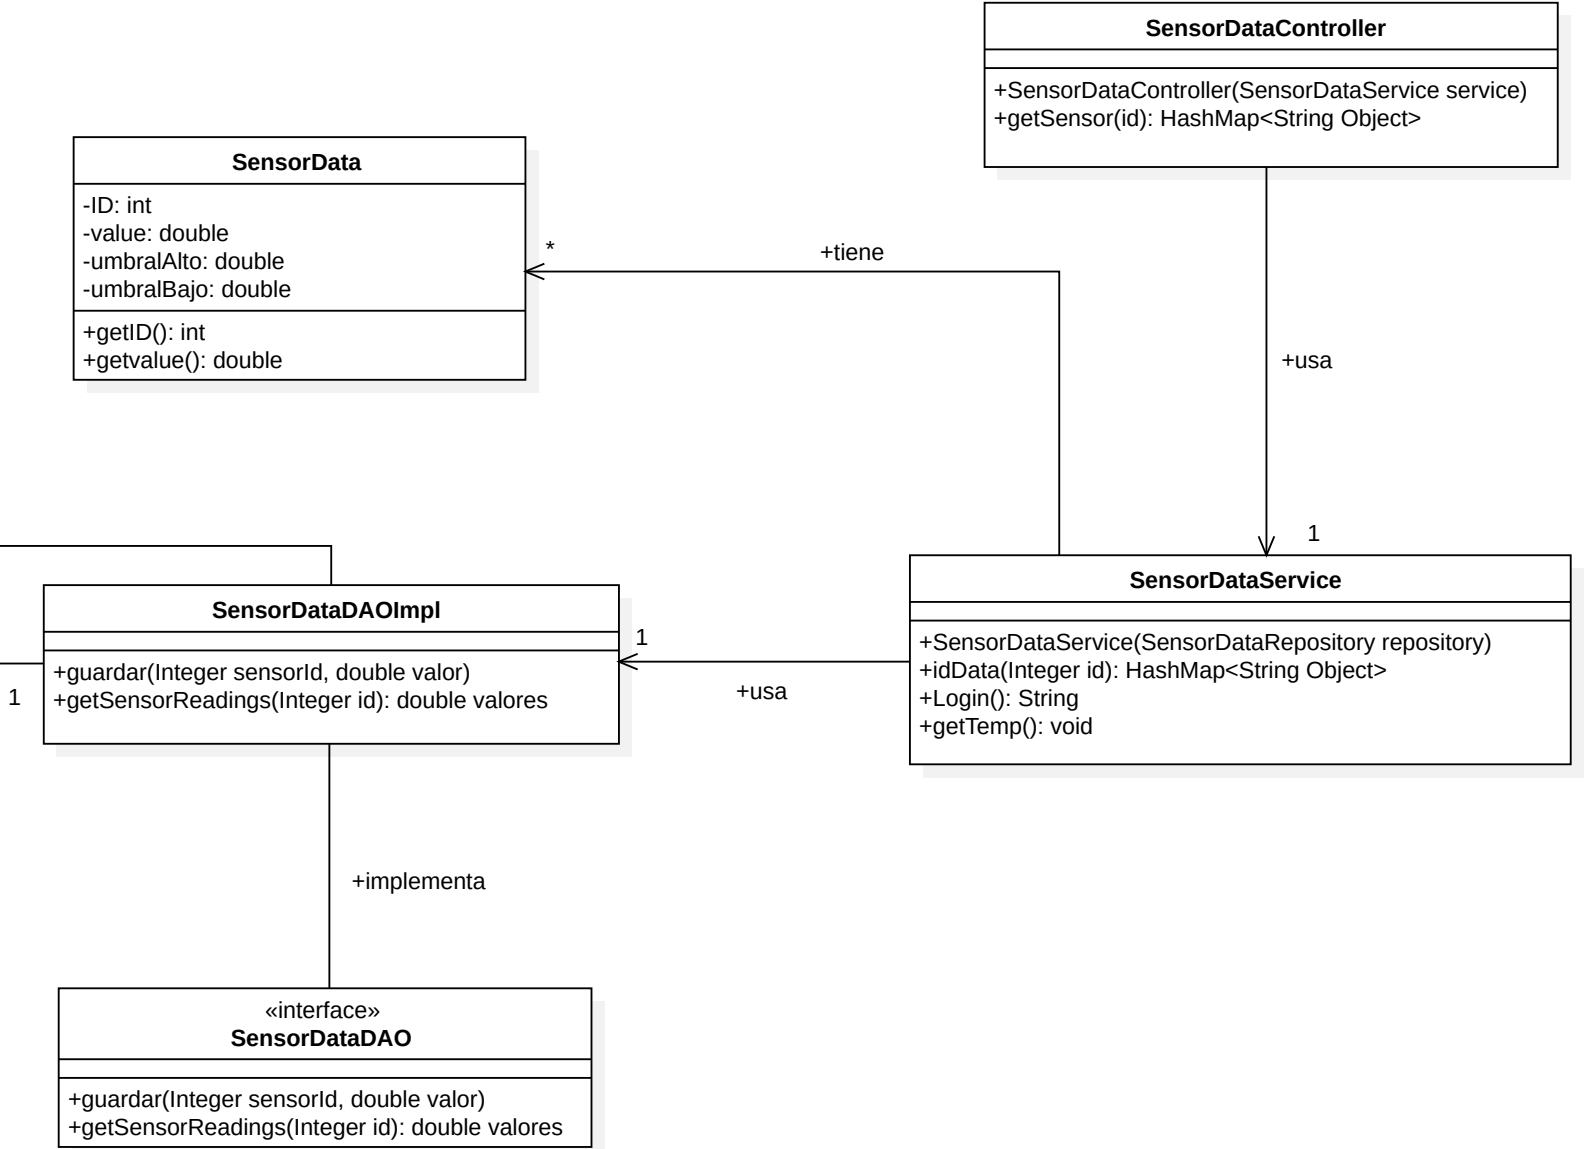 SensorDataController
+SensorDataController(SensorDataService service)
+getSensor(id): HashMap<String Object>
SensorData
-ID: int
-value: double
-umbralAlto: double
-umbralBajo: double
+getID(): int
+getvalue(): double
*
+tiene
+usa
1
SensorDataService
+SensorDataService(SensorDataRepository repository)
+idData(Integer id): HashMap<String Object>
+Login(): String
+getTemp(): void
SensorDataDAOImpl
+guardar(Integer sensorId, double valor)
+getSensorReadings(Integer id): double valores
1
1
+usa
+implementa
«interface»
SensorDataDAO
+guardar(Integer sensorId, double valor)
+getSensorReadings(Integer id): double valores